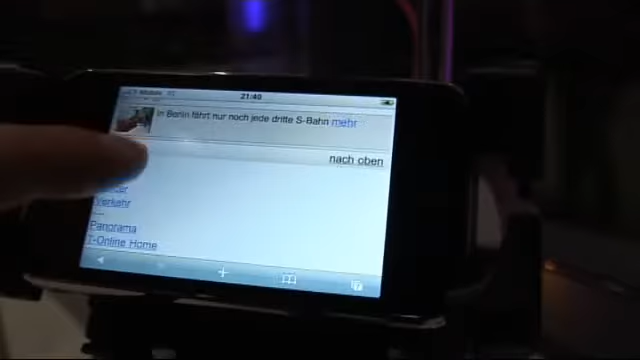 21:40
In Berlin fährt nur noch jede dritte S-Bahn mehr
nach oben
Verkehr
Panorama
T-Online Home